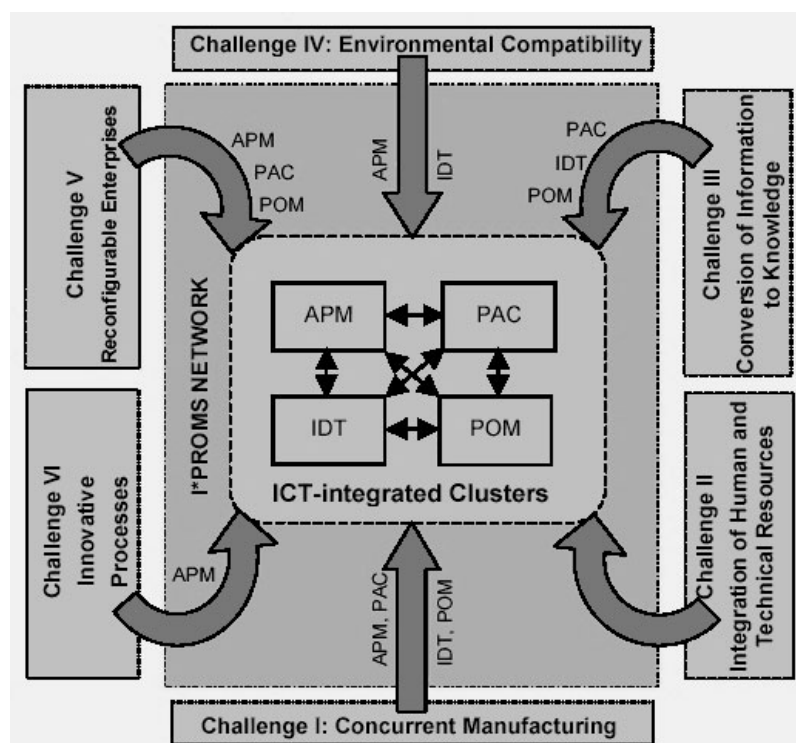 Challenge IV: Environmental Compatibility
Challenge V
Reconfigurable Enterprises
APM
PAC
POM
APM
IDT
PAC
IDT
POM
Challenge III
Conversion of Information
to Knowledge
I*PROMS NETWORK
APM
PAC
IDT
POM
ICT-integrated Clusters
Challenge VI
Innovative
Processes
APM
APM, PAC
IDT, POM
Challenge II
Integration of Human and
Technical Resources
Challenge I: Concurrent Manufacturing